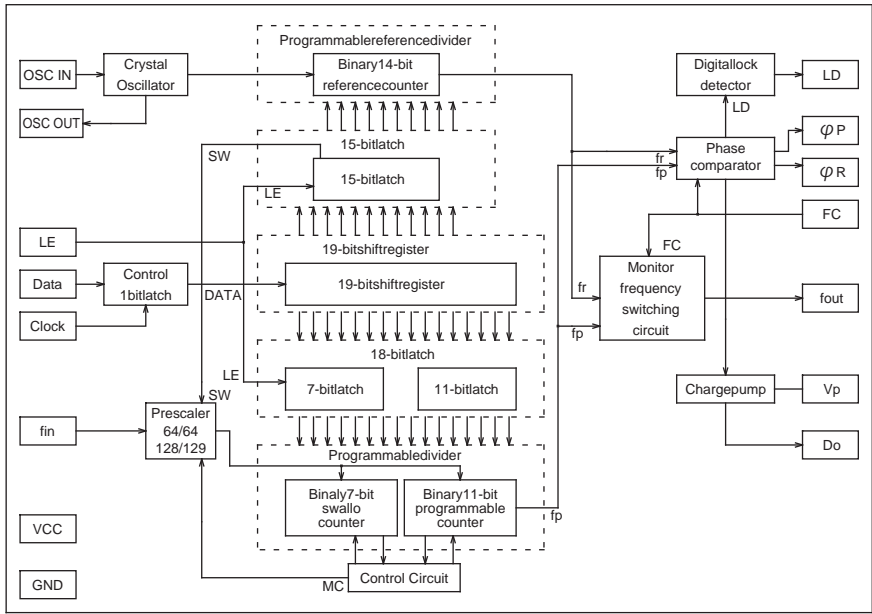 Programmablereferencedivider
OSC IN
Crystal
Oscillator
Binary14-bit
referencecounter
Digitallock
detector
LD
OSC OUT
LD
φP
15-bitlatch
SW
Phase
comparator
fr
fp
15-bitlatch
φR
LE
FC
LE
19-bitshiftregister
FC
Data
Control
1bitlatch
DATA
19-bitshiftregister
Monitor
frequency
switching
circuit
fr
fout
Clock
fp
18-bitlatch
LE
7-bitlatch
11-bitlatch
SW
Chargepump
Vp
fin
Prescaler
64/64
128/129
Do
Programmabledivider
Binaly7-bit
swallo
counter
Binary11-bit
programmable
counter
fp
VCC
GND
MC
Control Circuit